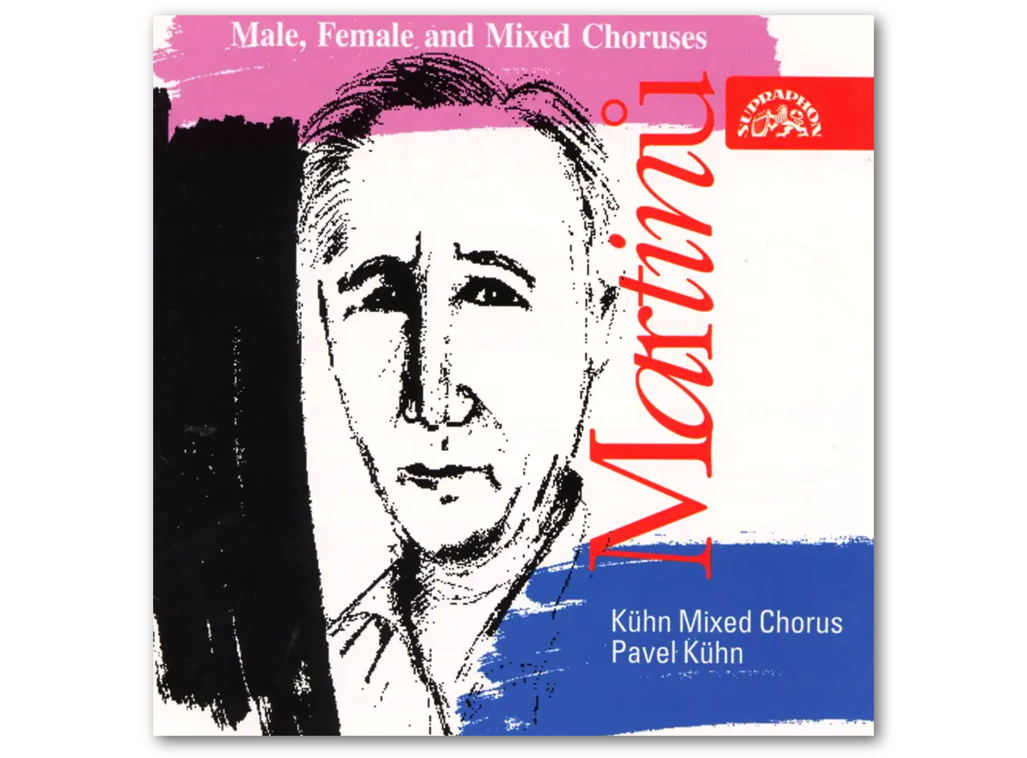 Male, Female and Mixed Choruses
SUPRAPHON
Martinů
Kühn Mixed Chorus
Pavel Kühn